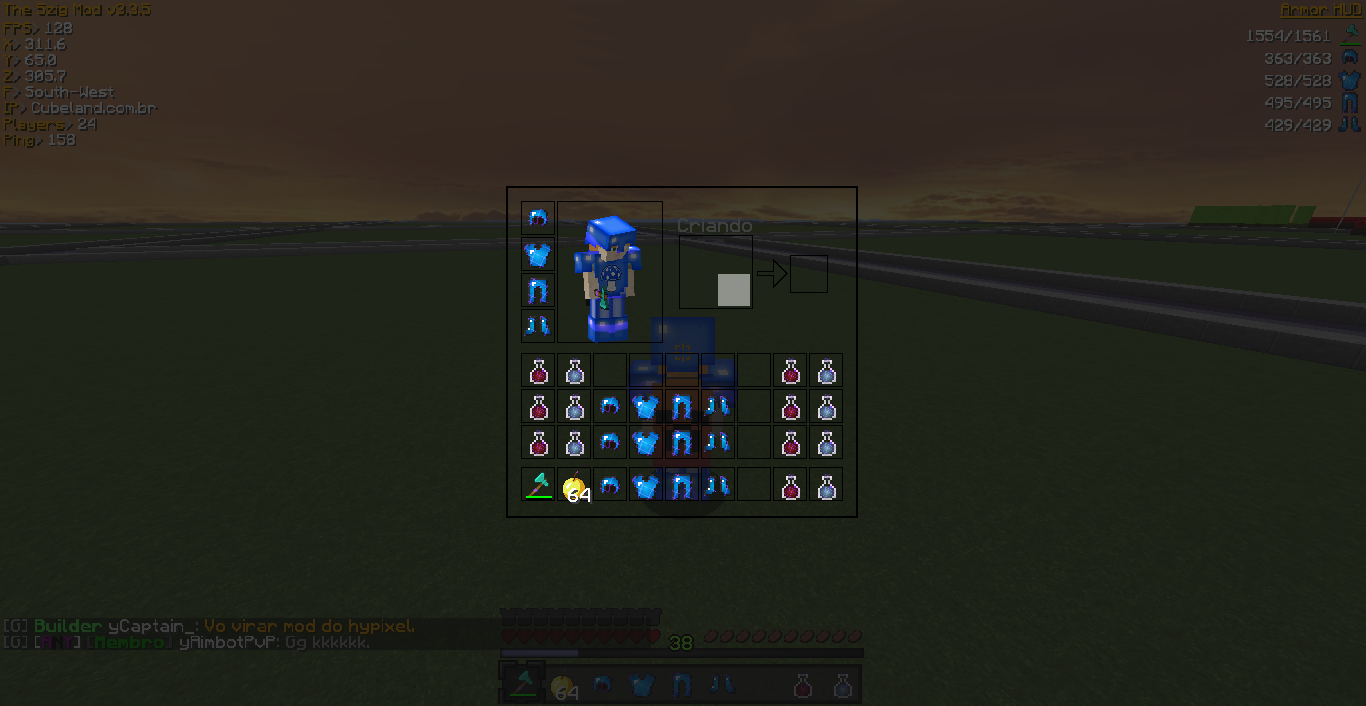 The 5zig Mod v3.3.5
FPS> 128
X> 311.6
Y> 65.0
Z> 305.7
F> South-West
IP> Cubeland.com.br
Players> 24
Ping> 158
Armor HUD
1554/1561
363/363
528/528
495/495
429/429
Criando
64
[G] Builder yCaptain_: Vo virar mod do hypixel.
[G] [ANT] [Membro] yAimbotPvP: Gg kkkkkk.
38
64